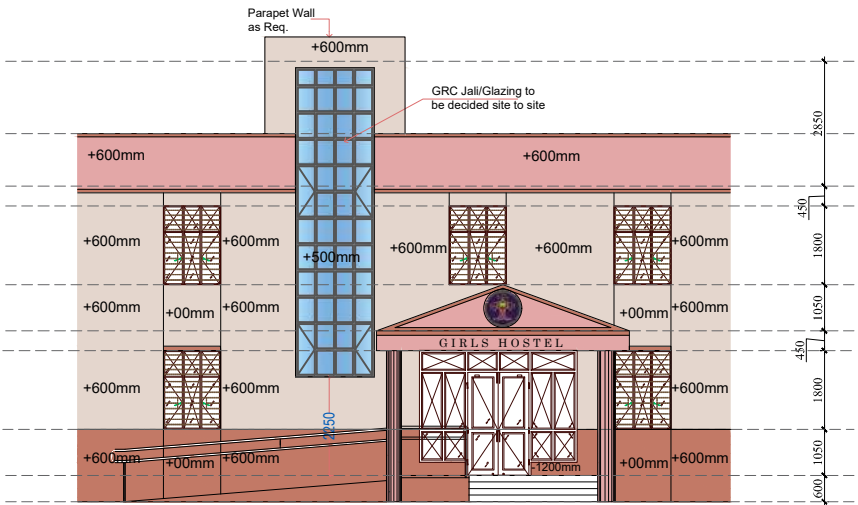 Parapet Wall
as Req.
+600mm
GRC Jali/Glazing to
be decided site to site
2850
+600mm
+600mm
450
+600mm
+600mm
+500mm
+600mm
+600mm
+600mm
1800
+600mm
+00mm
+600mm
+00mm
+600mm
1050
GIRLS HOSTEL
450
+600mm
+600mm
+600mm
1800
2250
+600mm
+00mm
+600mm
-1200mm
+00mm
+600mm
1050
600